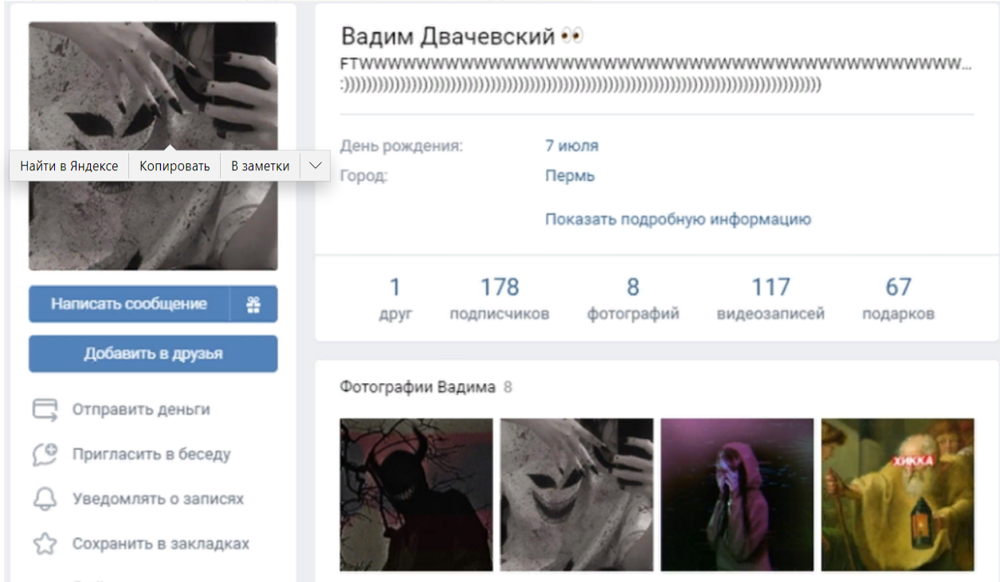 Вадим Двачевский 👀
FTWWWWWWWWWWWWWWWWWWWWWWWWWWWWWWWWWWWWWWWWWWWW...
:)))))))))))))))))))))))))))))))))))))))))))))))))))))))))))))))))))))))))))))))))))))
День рождения: 7 июля
Город: Пермь
Показать подробную информацию
1 178 8 117 67
друг подписчиков фотографий видеозаписей подарков
Найти в Яндексе Копировать В заметки
Написать сообщение
Добавить в друзья
Отправить деньги
Пригласить в беседу
Уведомлять о записях
Сохранить в закладках
Фотографии Вадима 8
ХИККА